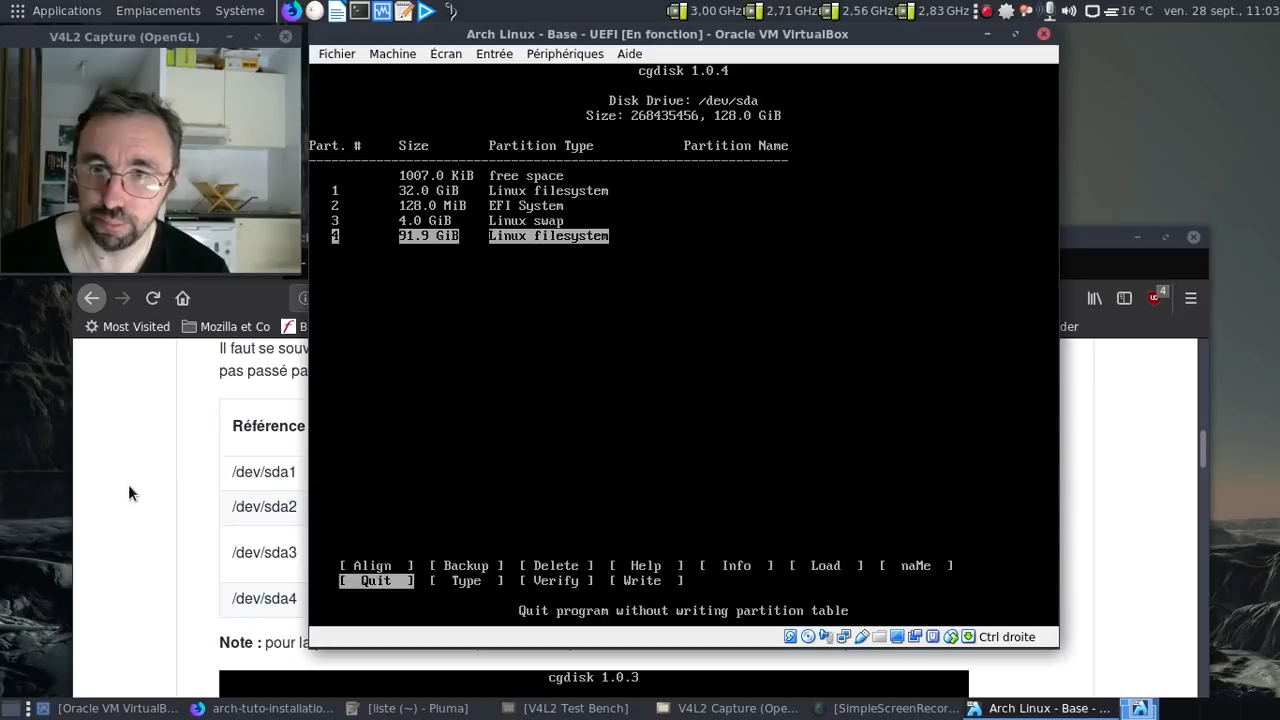 Applications Emplacements Système 3,00 GHz 2,71 GHz 2,56 GHz 2,83 GHz 16 °C ven. 28 sept., 11:03
V4L2 Capture (OpenGL)
Arch Linux - Base - UEFI [En fonction] - Oracle VM VirtualBox
Fichier Machine Écran Entrée Périphériques Aide
cgdisk 1.0.4
Disk Drive: /dev/sda
Size: 268435456, 128.0 GiB
Part. # Size Partition Type Partition Name
1007.0 KiB free space
1 32.0 GiB Linux filesystem
2 128.0 MiB EFI System
3 4.0 GiB Linux swap
4 91.9 GiB Linux filesystem
[ Align ] [ Backup ] [ Delete ] [ Help ] [ Info ] [ Load ] [ naMe ]
[ Quit ] [ Type ] [ Verify ] [ Write ]
Quit program without writing partition table
Ctrl droite
4
Most Visited Mozilla et Co B
der
Il faut se souv
pas passé pa
Référence
/dev/sda1
/dev/sda2
/dev/sda3
/dev/sda4
Note : pour la
cgdisk 1.0.3
[Oracle VM VirtualB... arch-tuto-installatio... [liste (~) - Pluma] [V4L2 Test Bench] V4L2 Capture (Ope... [SimpleScreenRecor... Arch Linux - Base - ...